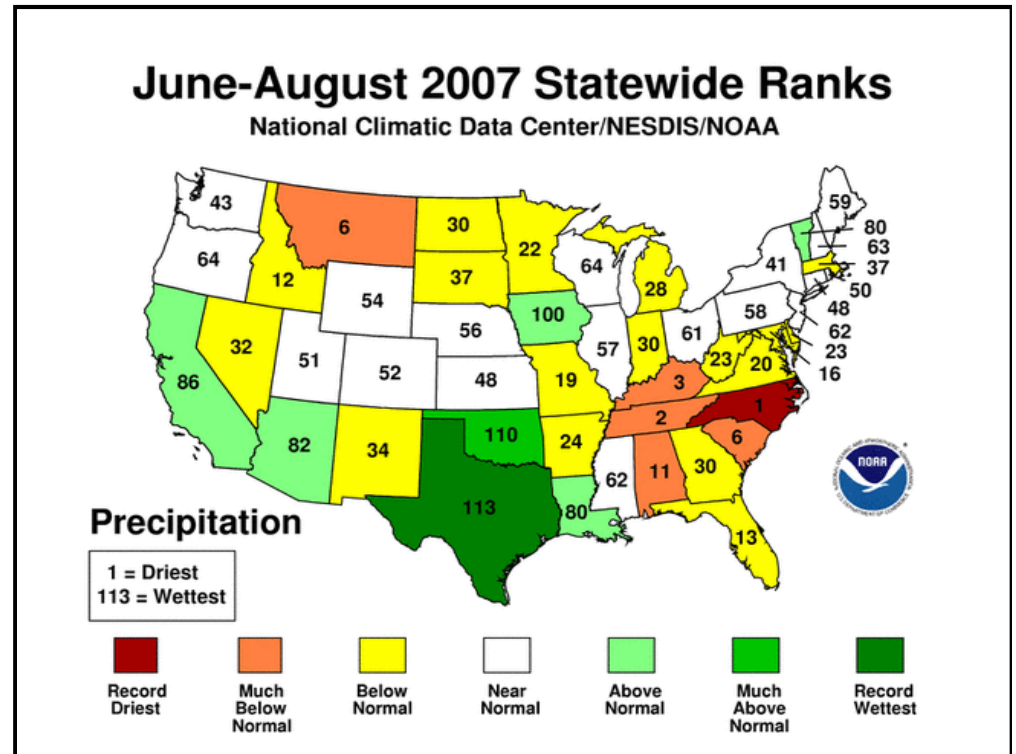 June-August 2007 Statewide Ranks
National Climatic Data Center/NESDIS/NOAA
43
6
30
22
59
80
63
37
50
48
62
23
16
64
12
54
37
64
28
41
58
100
56
57
30
61
32
51
52
48
19
23
20
86
3
1
2
6
82
34
110
24
62
11
30
113
80
13
NOAA
Precipitation
1 = Driest
113 = Wettest
Record
Driest
Much
Below
Normal
Below
Normal
Near
Normal
Above
Normal
Much
Above
Normal
Record
Wettest